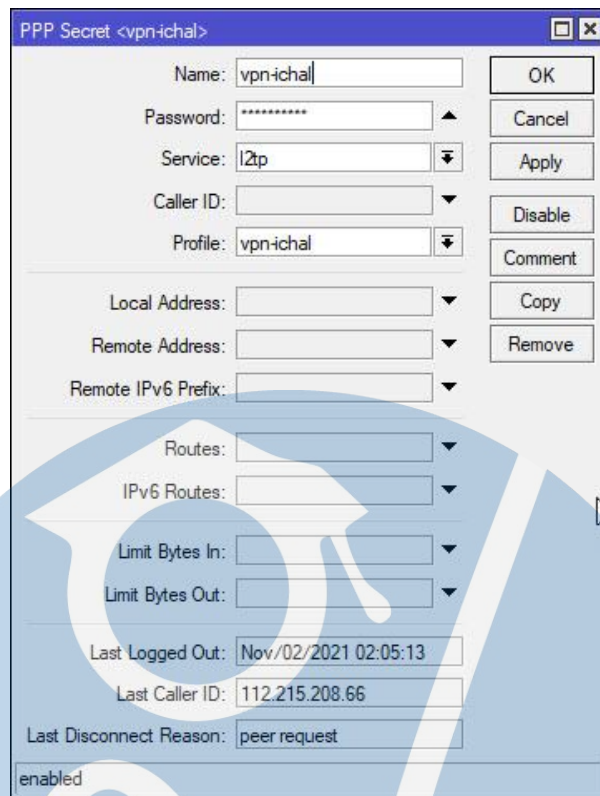 PPP Secret <vpn-ichal>
Name: vpn-ichal OK
Password: ********** Cancel
Service: l2tp Apply
Caller ID:
Disable
Profile: vpn-ichal
Comment
Local Address: Copy
Remote Address: Remove
Remote IPv6 Prefix:
Routes:
IPv6 Routes:
Limit Bytes In:
Limit Bytes Out:
Last Logged Out: Nov/02/2021 02:05:13
Last Caller ID: 112.215.208.66
Last Disconnect Reason: peer request
enabled